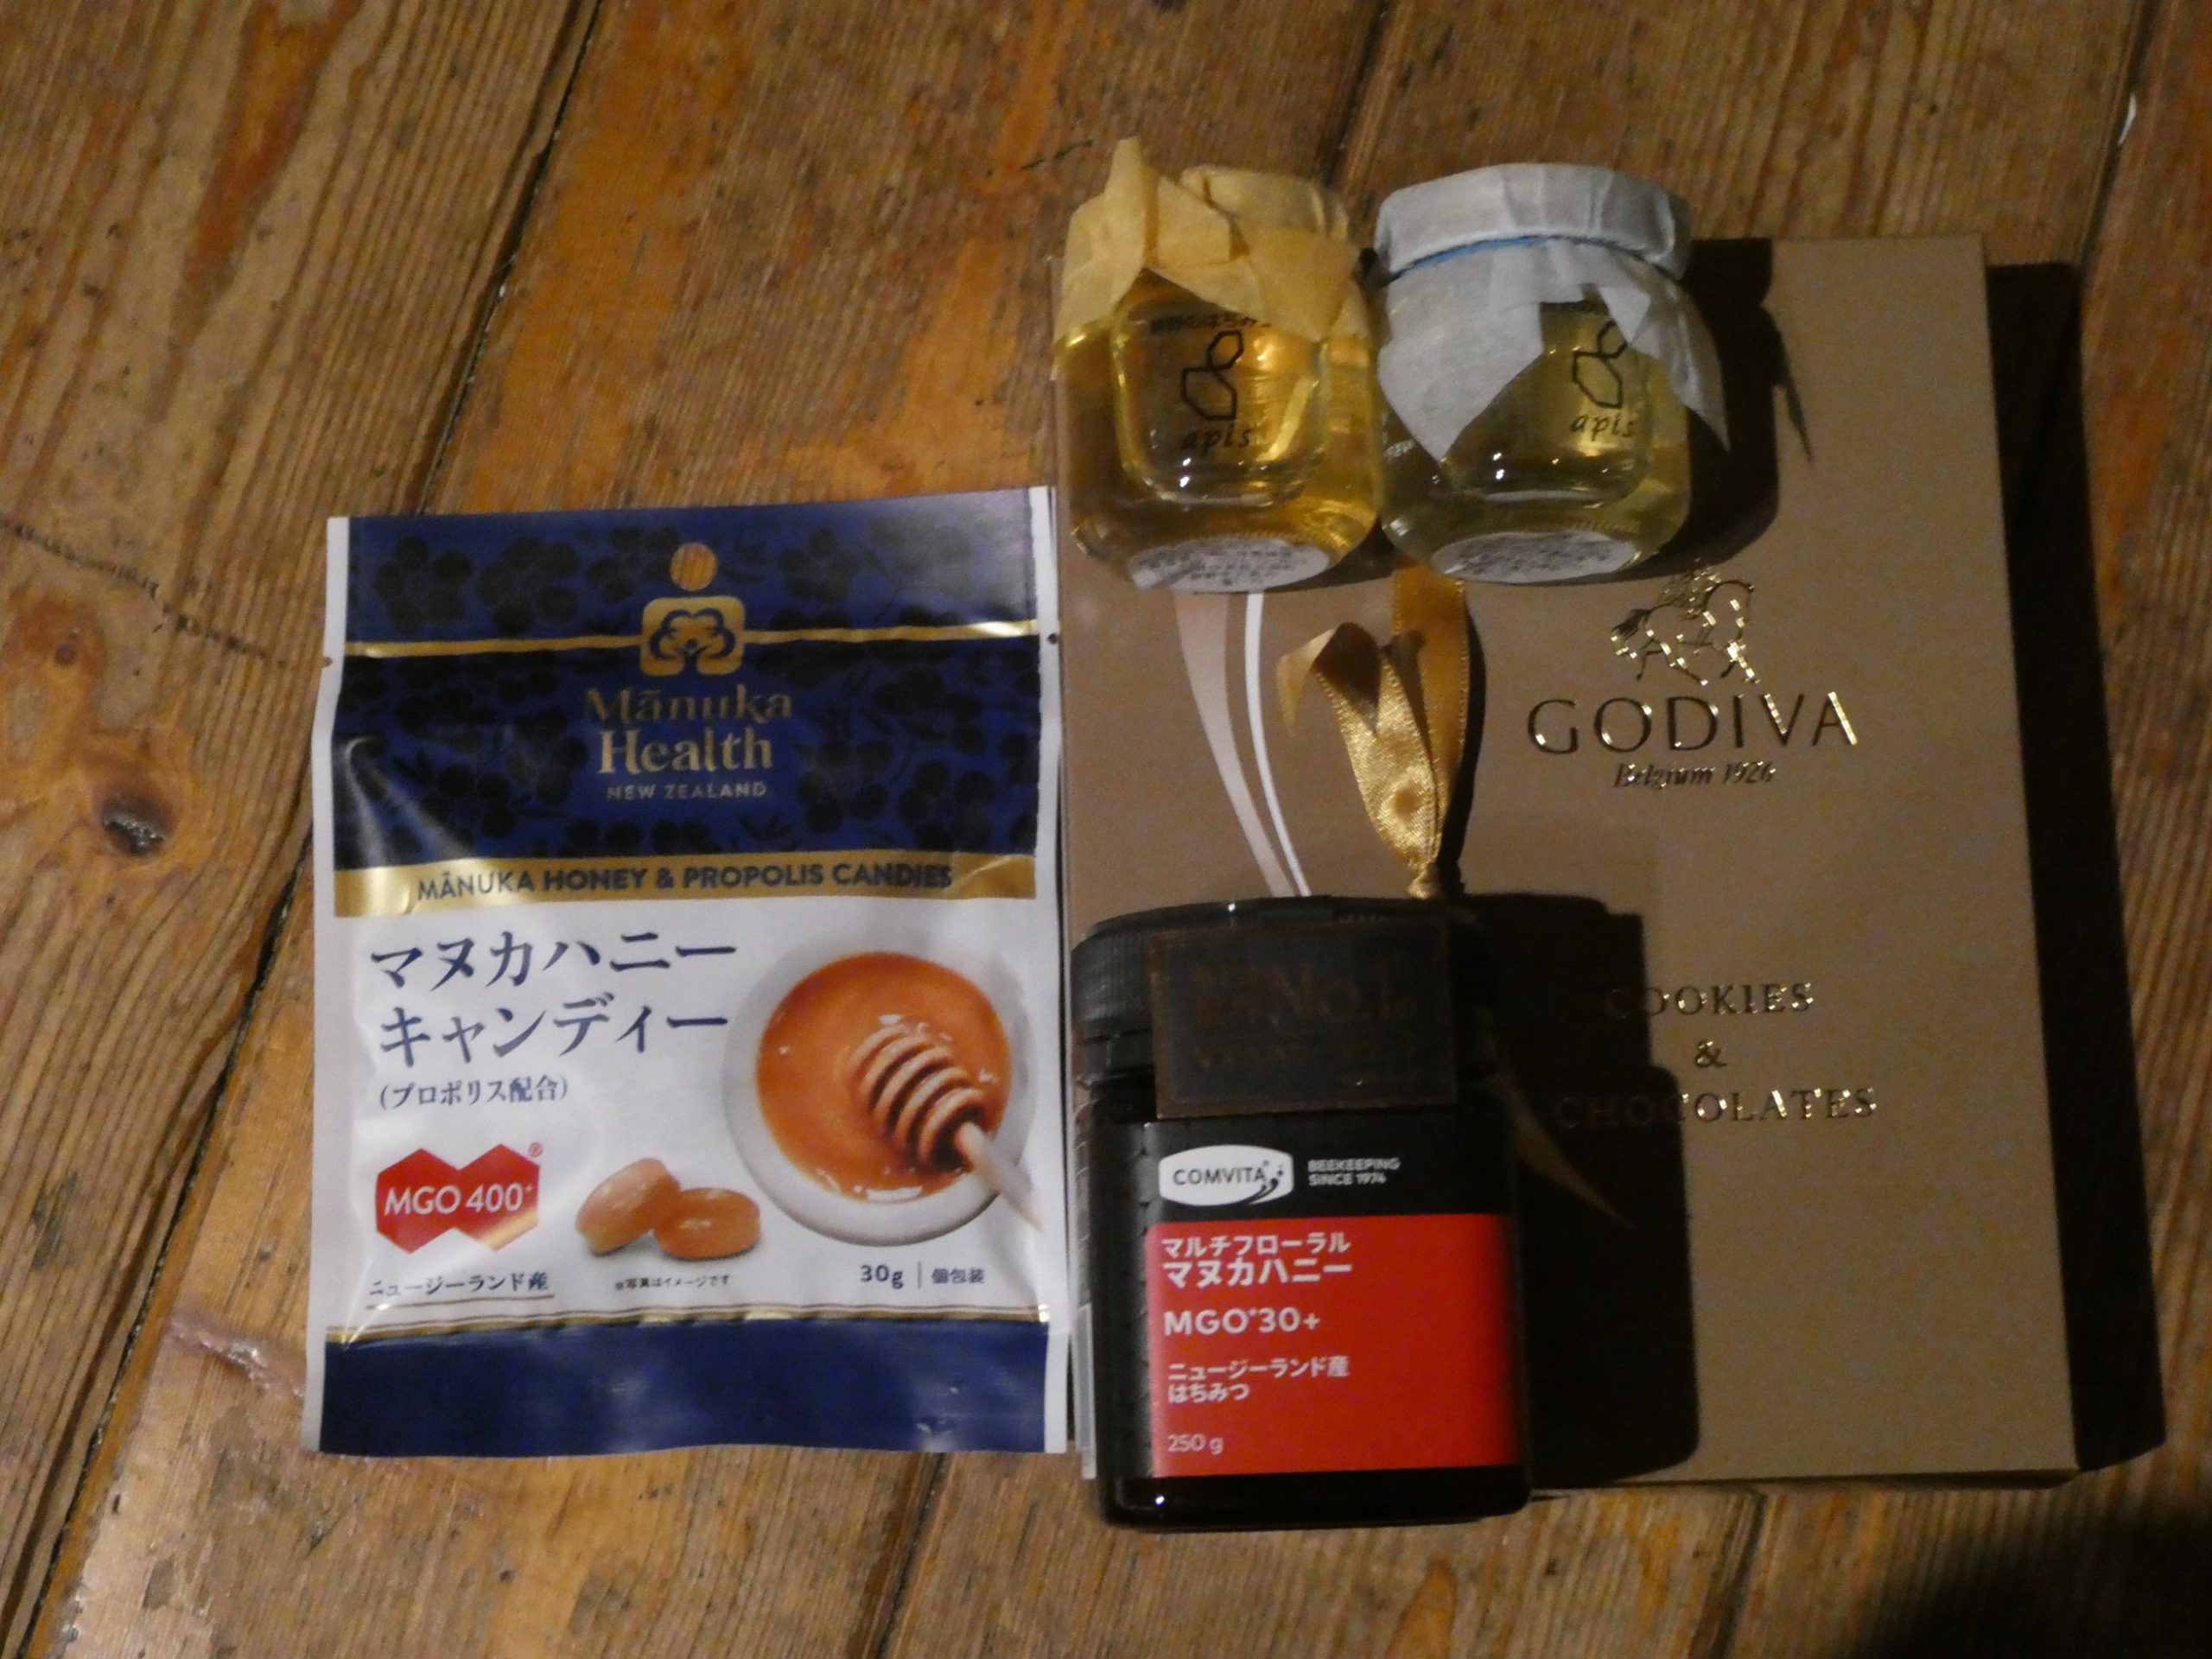 Mānuka
Health
NEW ZEALAND
MĀNUKA HONEY & PROPOLIS CANDIES
マヌカハニー
キャンディー
(プロポリス配合)
MGO 400+
®
ニュージーランド産
※写真はイメージです
30g | 個包装
apis
apis
GODIVA
Belgium 1926
COOKIES
&
CHOCOLATES
No.1
COMVITA
BEEKEEPING
SINCE 1974
マルチフローラル
マヌカハニー
MGO*30+
ニュージーランド産
はちみつ
250 g